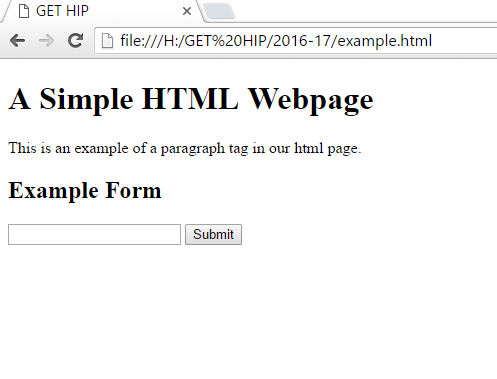 GET HIP
file:///H:/GET%20HIP/2016-17/example.html
A Simple HTML Webpage
This is an example of a paragraph tag in our html page.
Example Form
Submit